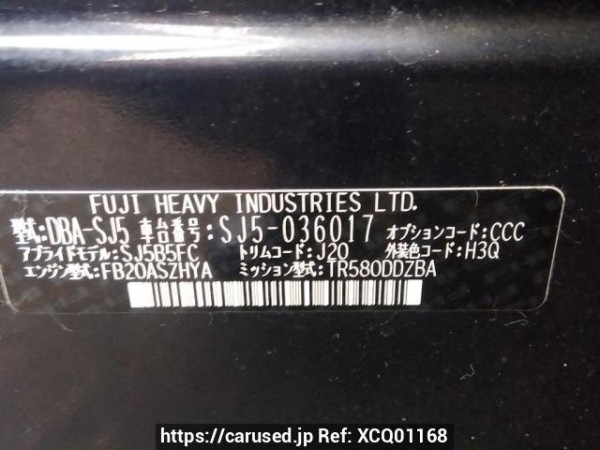 FUJI HEAVY INDUSTRIES LTD.
型式:DBA-SJ5 車台番号:SJ5-036017 オプションコード:CCC
アプライドモデル:SJ5B5FC トリムコード:J20 外装色コード:H3Q
エンジン型式:FB20ASZHYA ミッション型式:TR580DDZBA
https://carused.jp Ref: XCQ01168